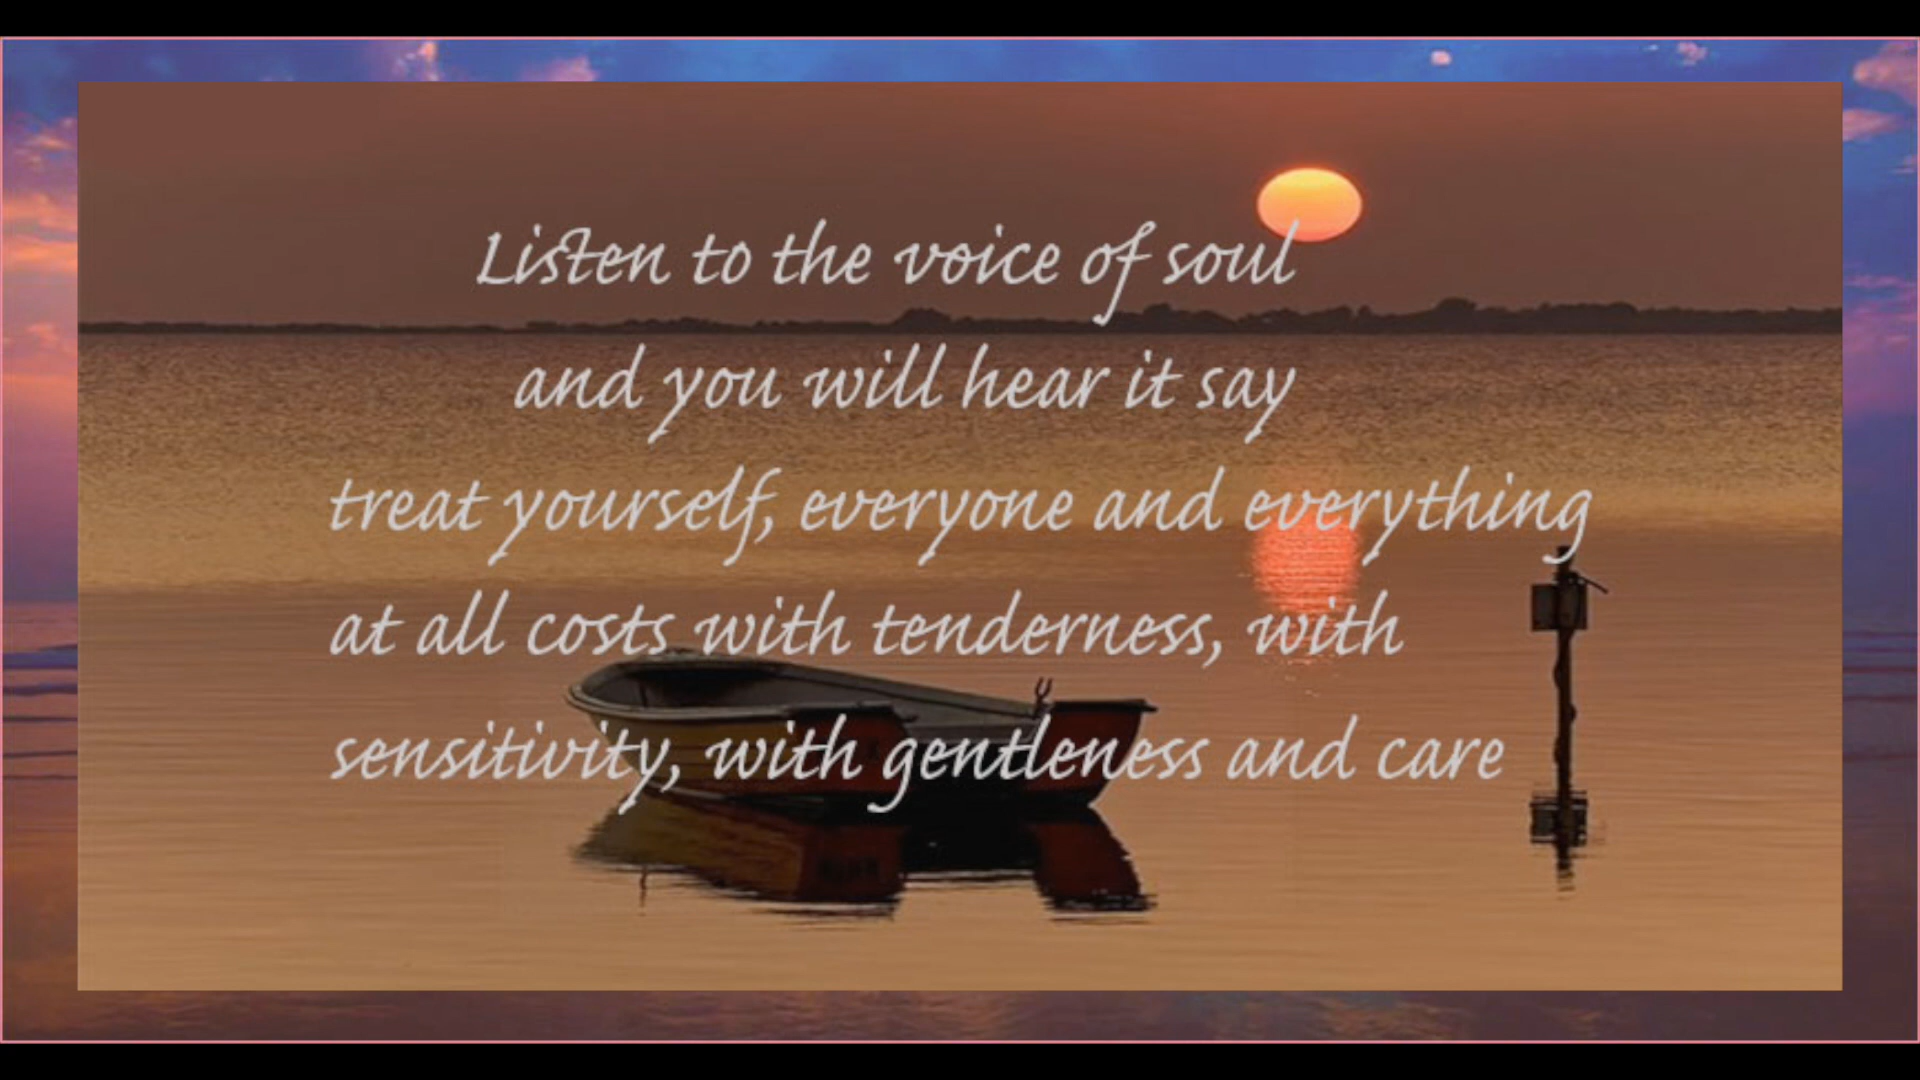 Listen to the voice of soul
and you will hear it say
treat yourself, everyone and everything
at all costs with tenderness, with
sensitivity, with gentleness and care